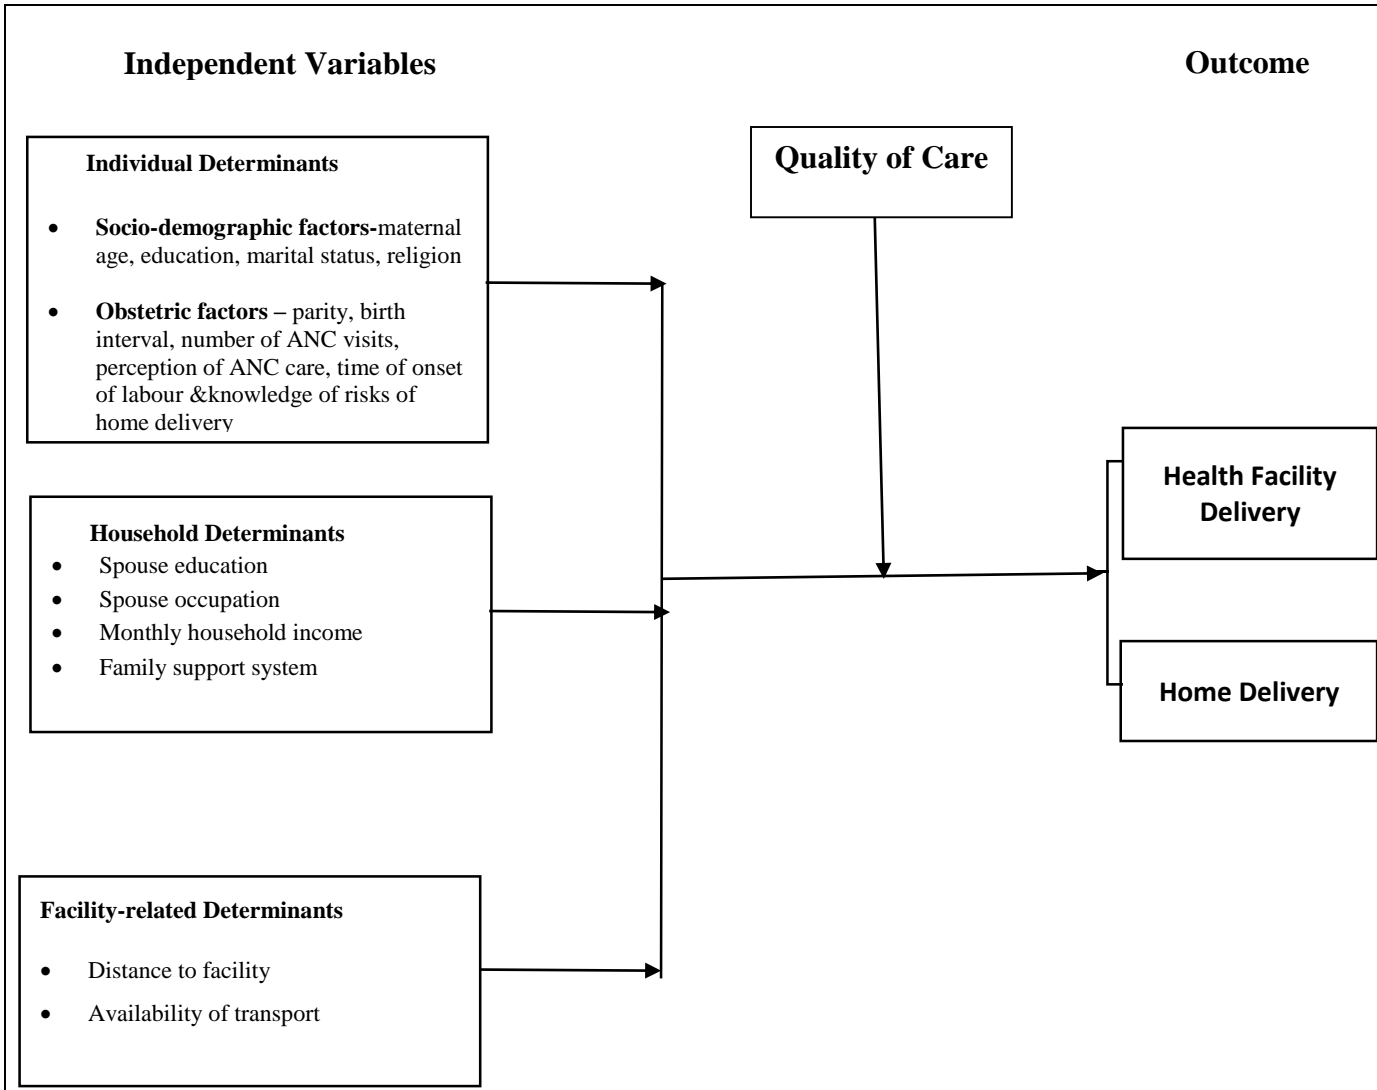 Independent Variables
Outcome
Individual Determinants
• Socio-demographic factors-maternal
age, education, marital status, religion
• Obstetric factors – parity, birth
interval, number of ANC visits,
perception of ANC care, time of onset
of labour &knowledge of risks of
home delivery
Quality of Care
Household Determinants
• Spouse education
• Spouse occupation
• Monthly household income
• Family support system
Facility-related Determinants
• Distance to facility
• Availability of transport
Health Facility
Delivery
Home Delivery